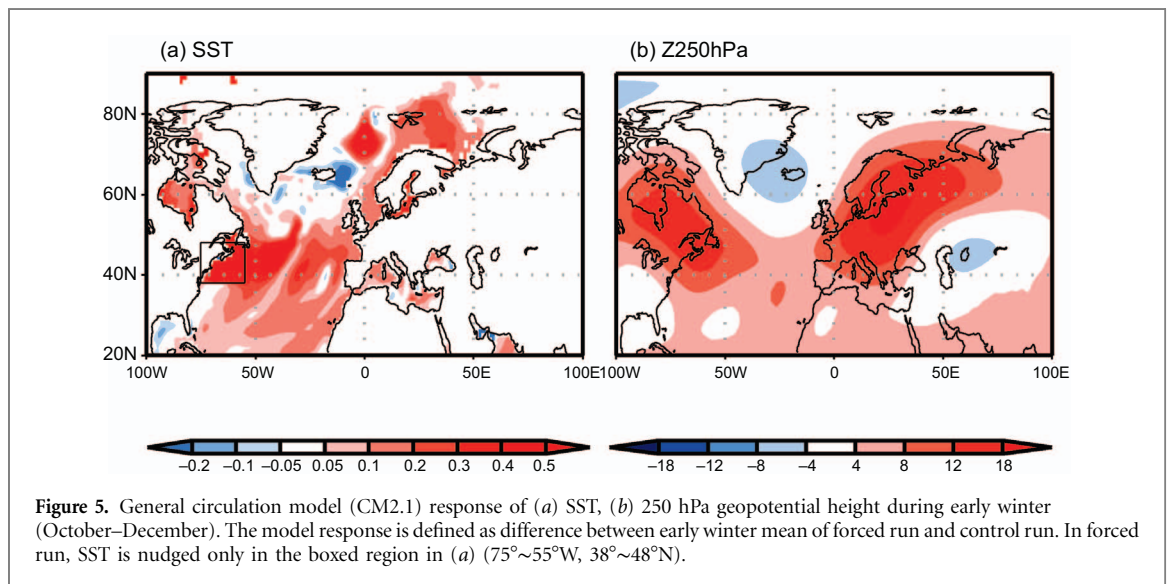 (a) SST
(b) Z250hPa
80N
60N
40N
20N
100W
50W
0
50E
100E
100W
50W
0
50E
100E
−0.2
−0.1
−0.05
0.05
0.1
0.2
0.3
0.4
0.5
−18
−12
−8
−4
4
8
12
18
Figure 5. General circulation model (CM2.1) response of (a) SST, (b) 250 hPa geopotential height during early winter
(October–December). The model response is defined as difference between early winter mean of forced run and control run. In forced
run, SST is nudged only in the boxed region in (a) (75°∼55°W, 38°∼48°N).